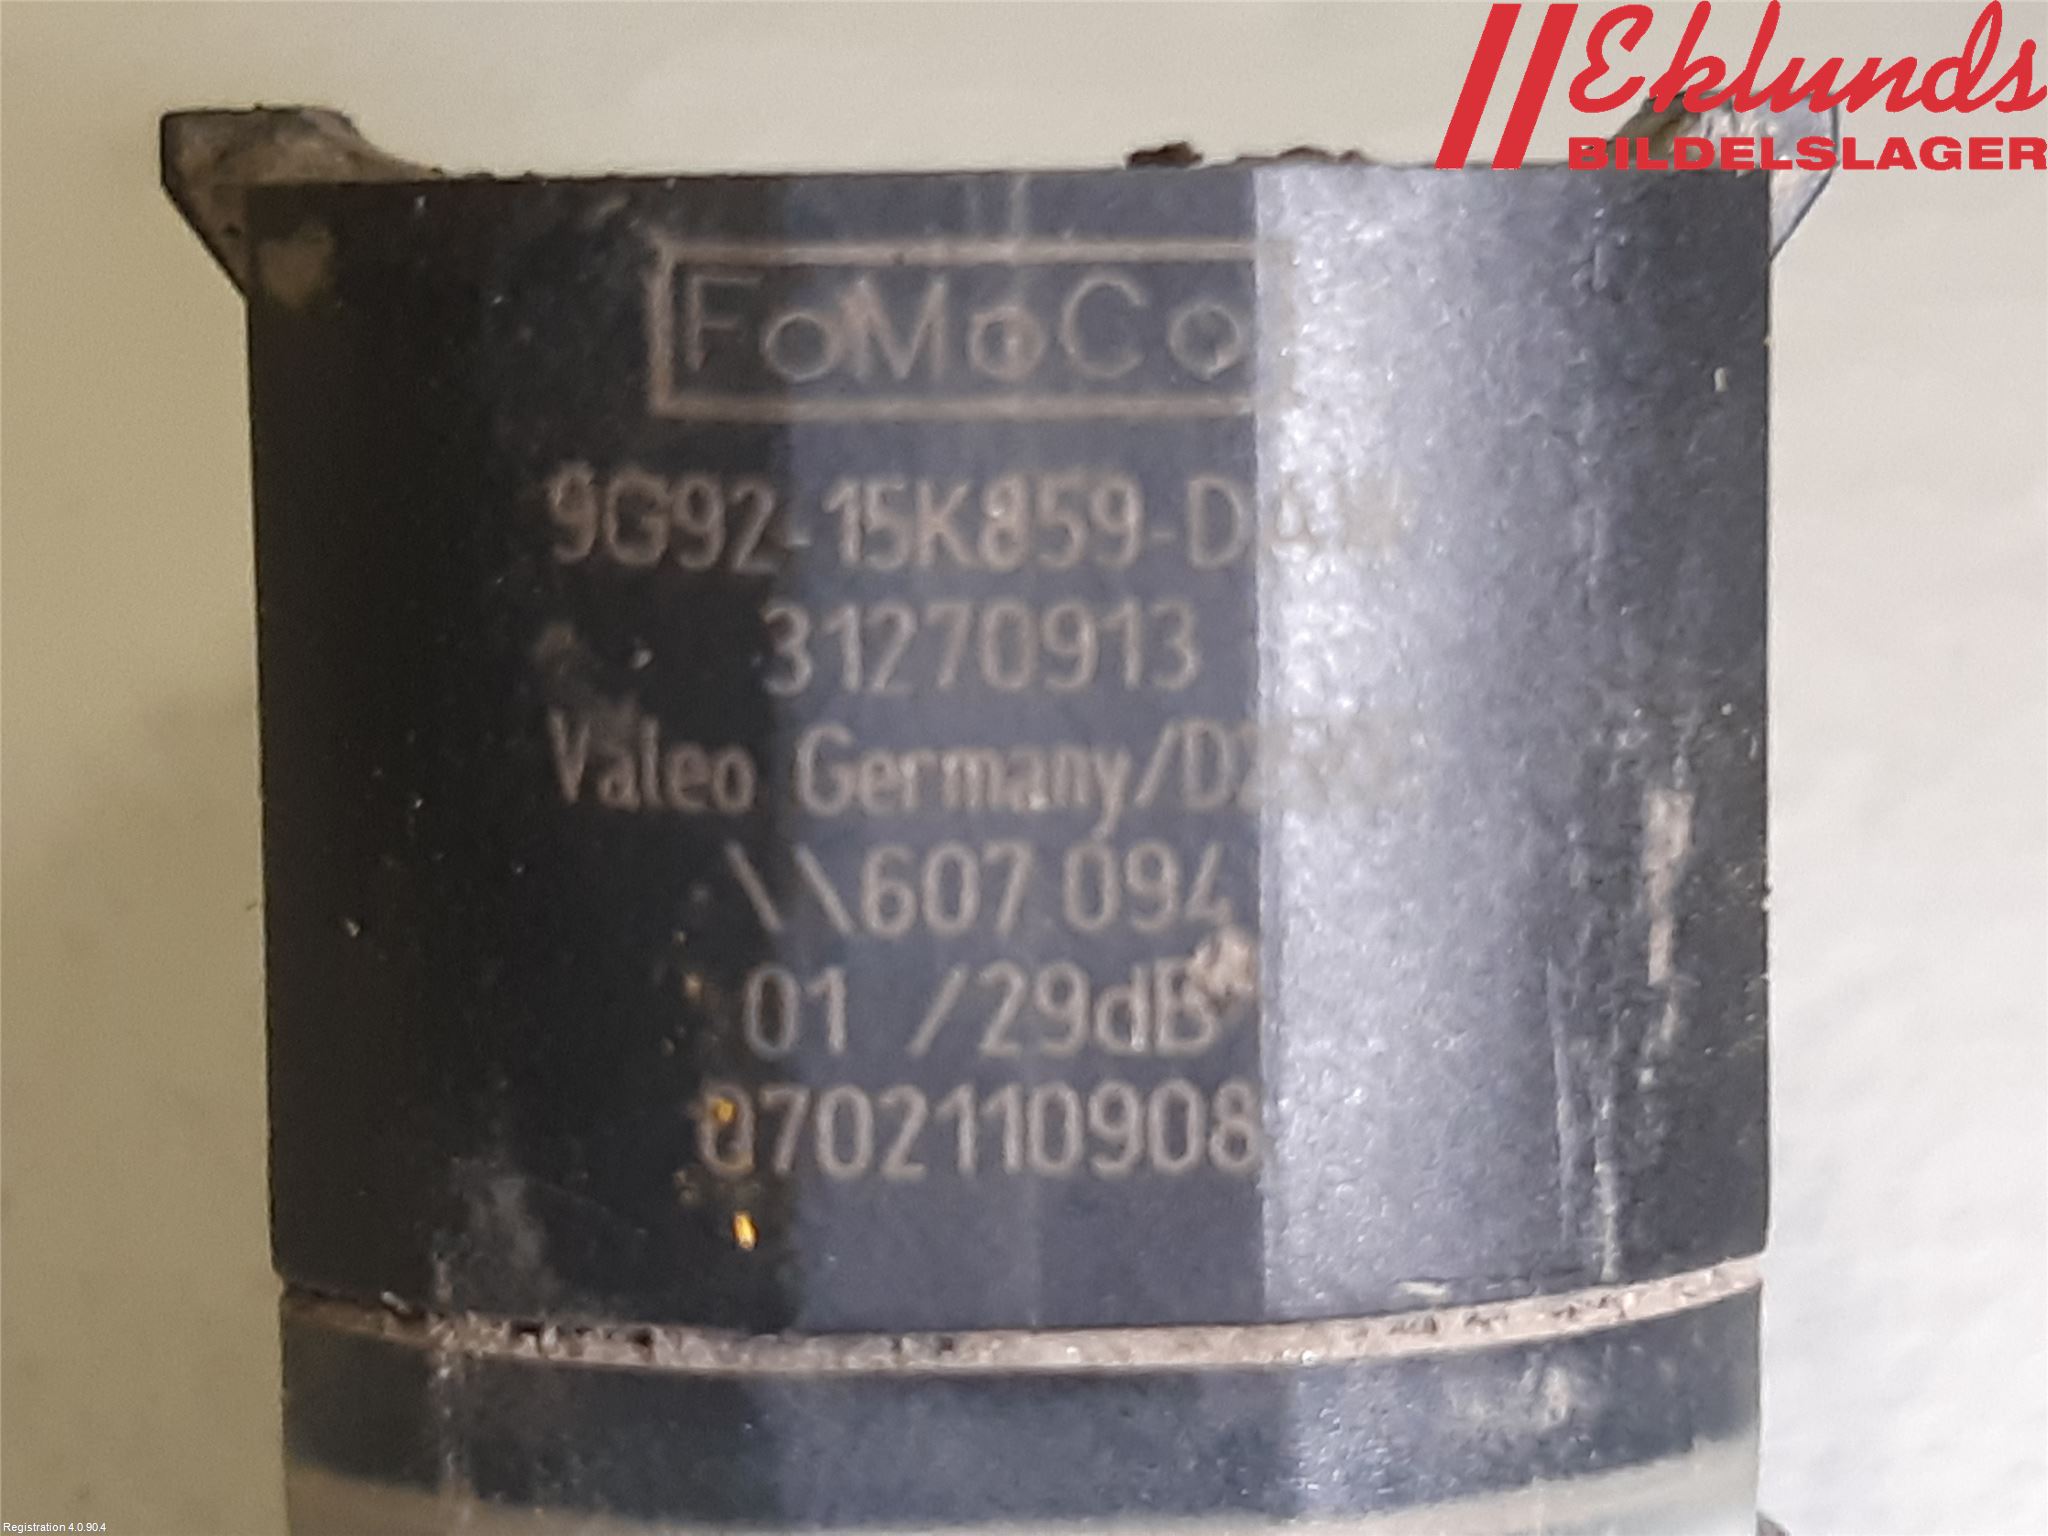 Eklunds
BILDELSLAGER
FoMoCo
9G92-15K859-D
31270913
Valeo Germany
\\607 094
01 /29dB
0702110908
Registration 4.0.90.4